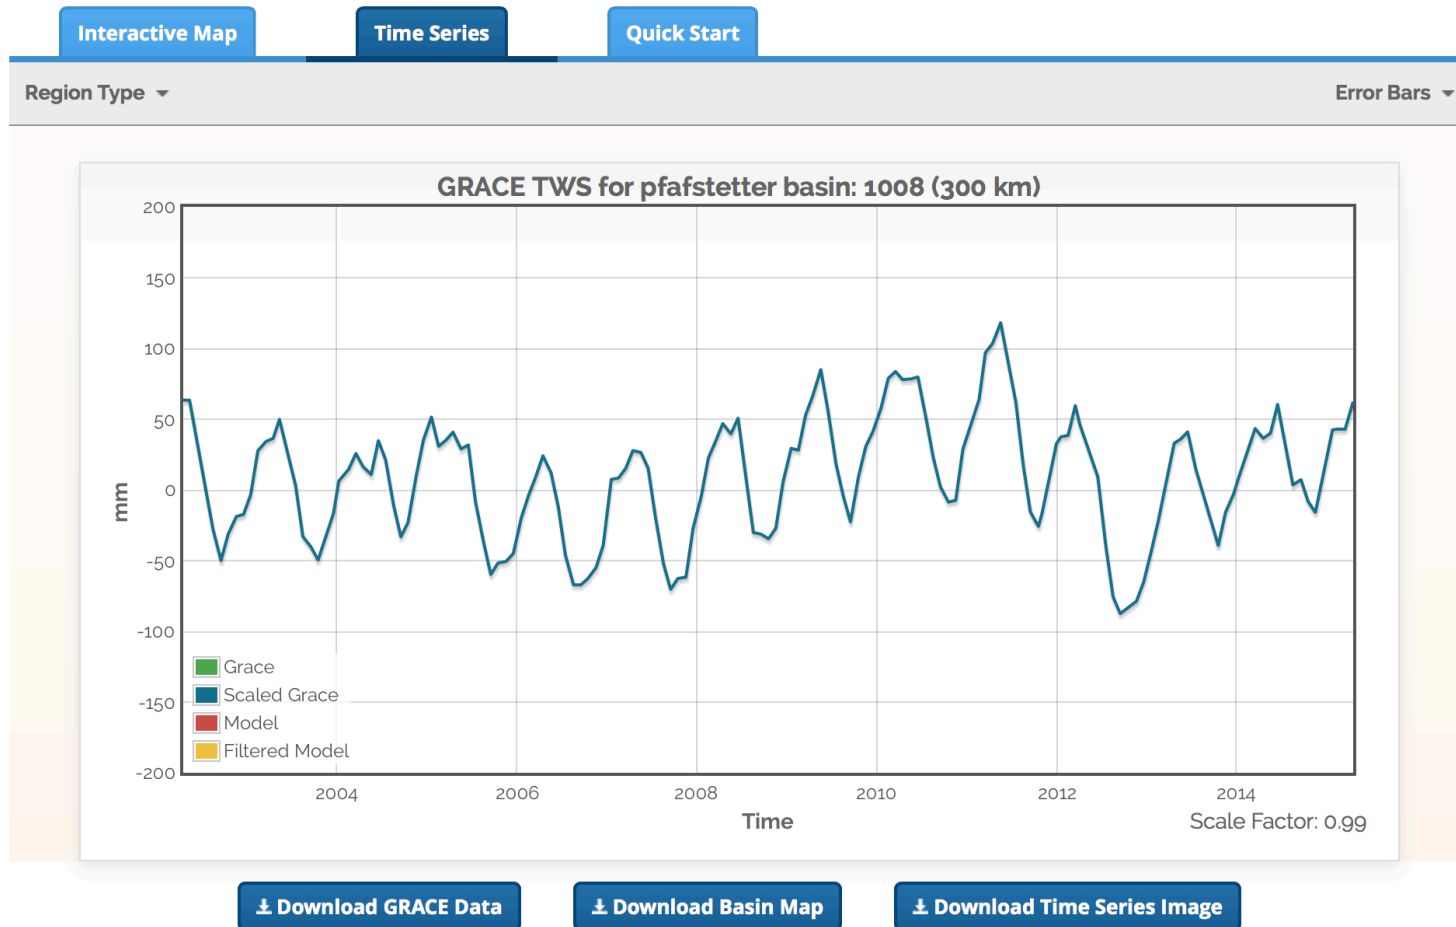 Interactive Map
Time Series
Quick Start
Region Type
Error Bars
GRACE TWS for pfafstetter basin: 1008 (300 km)
200
150
100
50
0
-50
-100
-150
-200
mm
Grace
Scaled Grace
Model
Filtered Model
2004
2006
2008
2010
2012
2014
Time
Scale Factor: 0.99
Download GRACE Data
Download Basin Map
Download Time Series Image